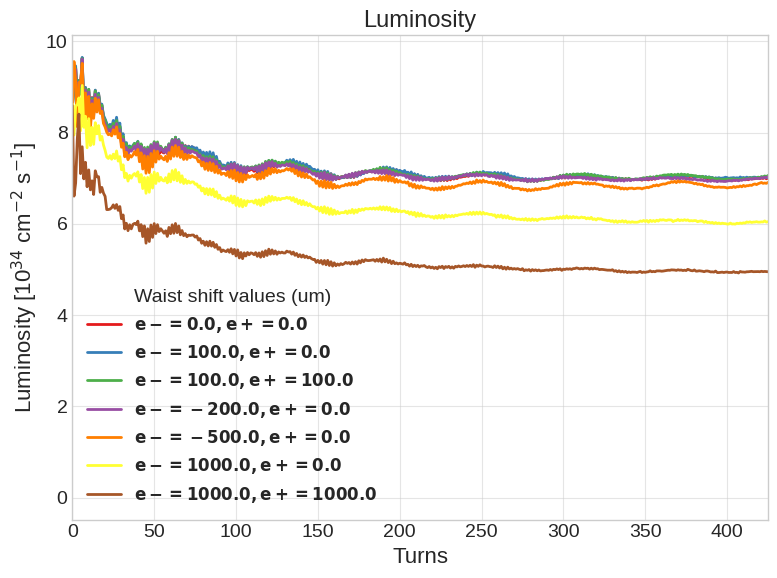 Luminosity
Luminosity [10^34 cm^−2 s^−1]
10
8
6
4
2
0
Waist shift values (um)
e− = 0.0, e+ = 0.0
e− = 100.0, e+ = 0.0
e− = 100.0, e+ = 100.0
e− = −200.0, e+ = 0.0
e− = −500.0, e+ = 0.0
e− = 1000.0, e+ = 0.0
e− = 1000.0, e+ = 1000.0
0 50 100 150 200 250 300 350 400
Turns